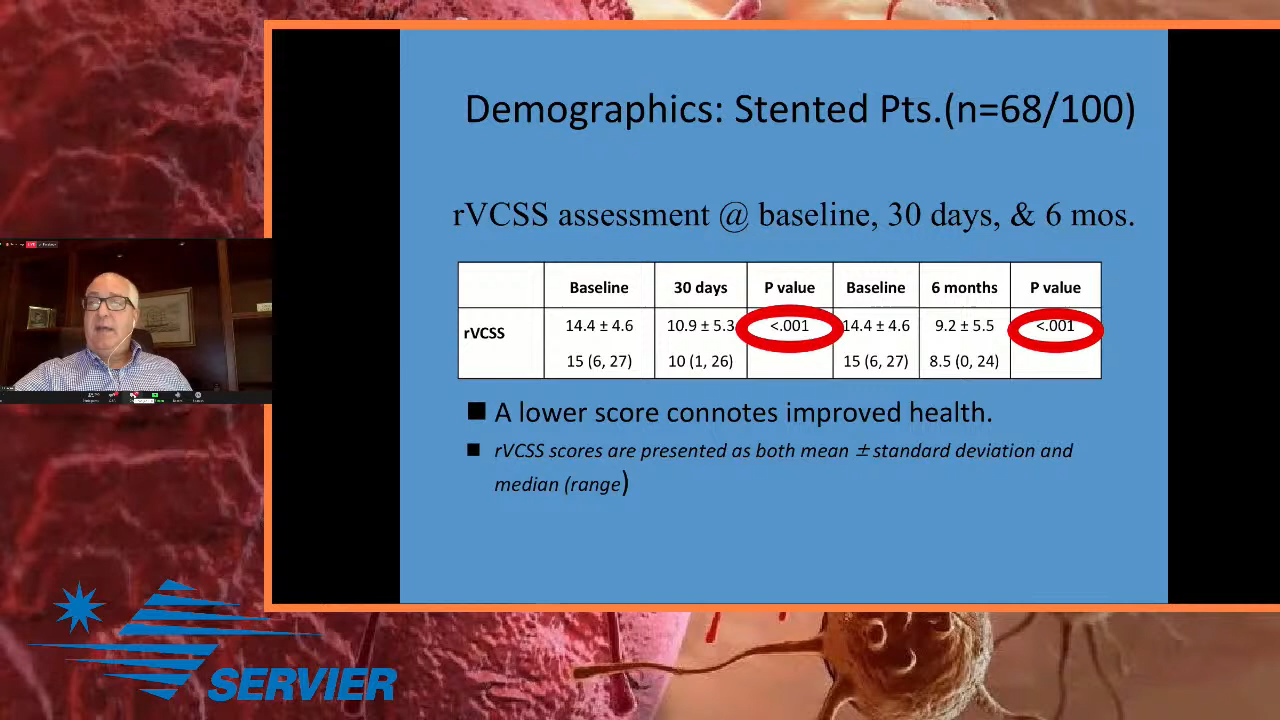 Demographics: Stented Pts.(n=68/100)
rVCSS assessment @ baseline, 30 days, & 6 mos.
Baseline 30 days P value Baseline 6 months P value
rVCSS 14.4 ± 4.6 10.9 ± 5.3 <.001 14.4 ± 4.6 9.2 ± 5.5 <.001
15 (6, 27) 10 (1, 26) 15 (6, 27) 8.5 (0, 24)
■ A lower score connotes improved health.
■ rVCSS scores are presented as both mean ± standard deviation and
median (range)
SERVIER